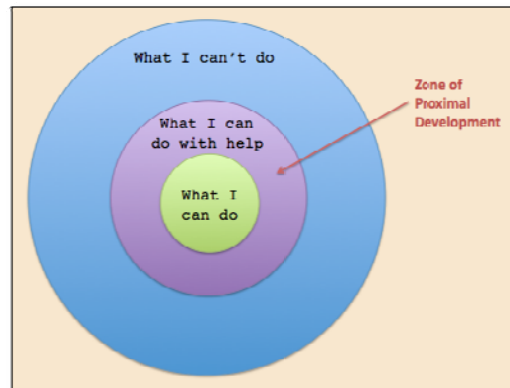 What I can't do
Zone of
Proximal
Development
What I can
do with help
What I
can do